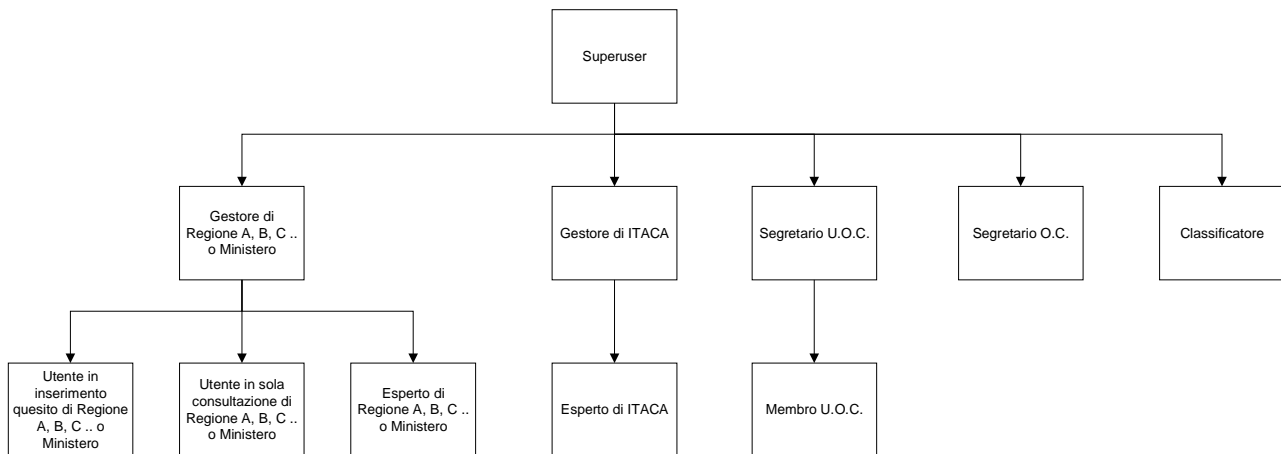 Superuser
Gestore di
Regione A, B, C ..
o Ministero
Gestore di ITACA
Segretario U.O.C.
Segretario O.C.
Classificatore
Utente in
inserimento
quesito di Regione
A, B, C .. o
Ministero
Utente in sola
consultazione di
Regione A, B, C ..
o Ministero
Esperto di
Regione A, B, C ..
o Ministero
Esperto di ITACA
Membro U.O.C.